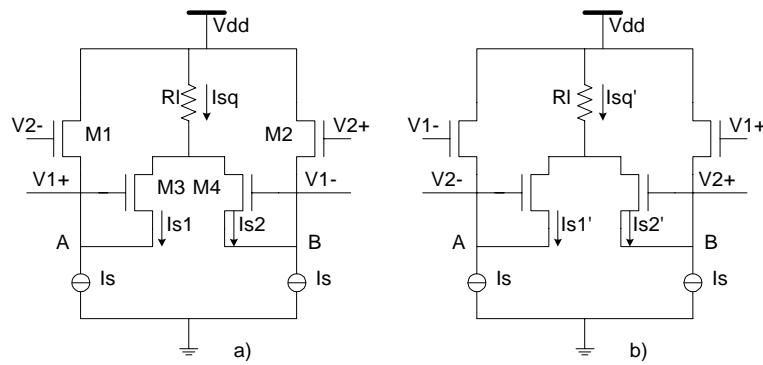 Vdd
Vdd
Rl
Isq
Rl
Isq'
V2-
M1
M2
V2+
V1-
V1+
V1+
M3
M4
V1-
V2-
V2+
Is1
Is2
Is1'
Is2'
A
B
A
B
Is
Is
Is
Is
a)
b)